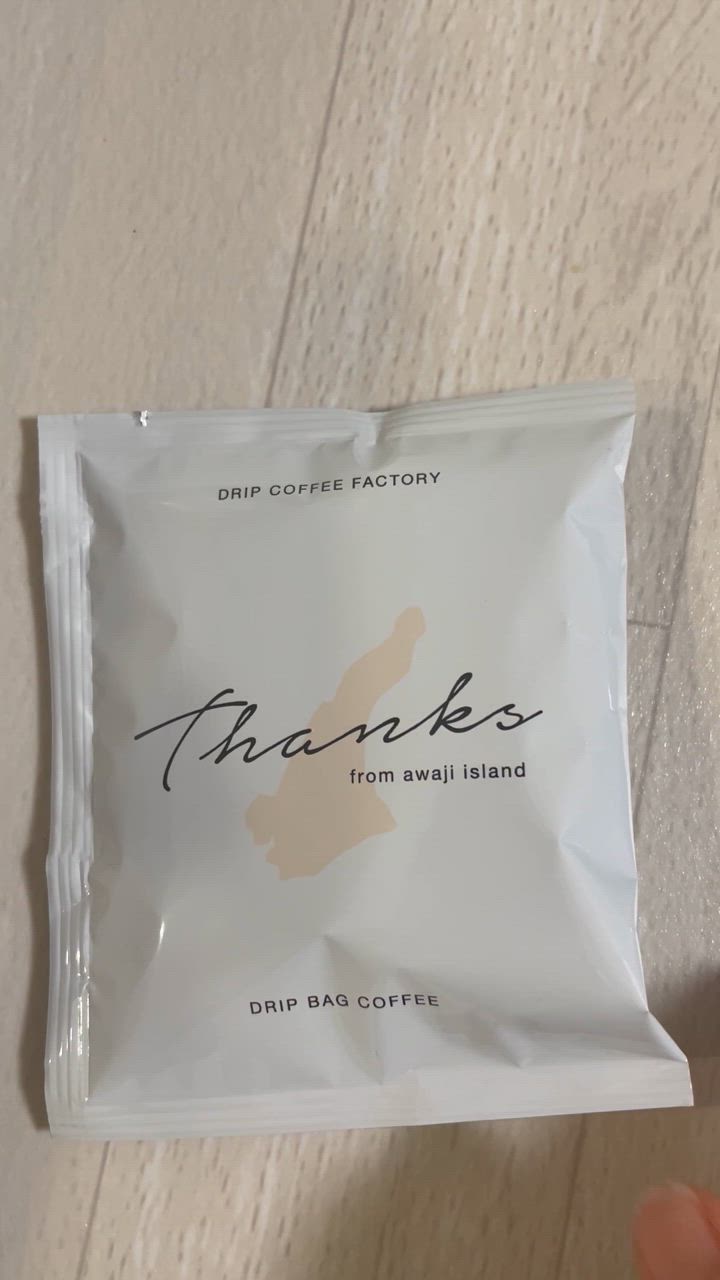 DRIP COFFEE FACTORY
Thanks
from awaji island
DRIP BAG COFFEE